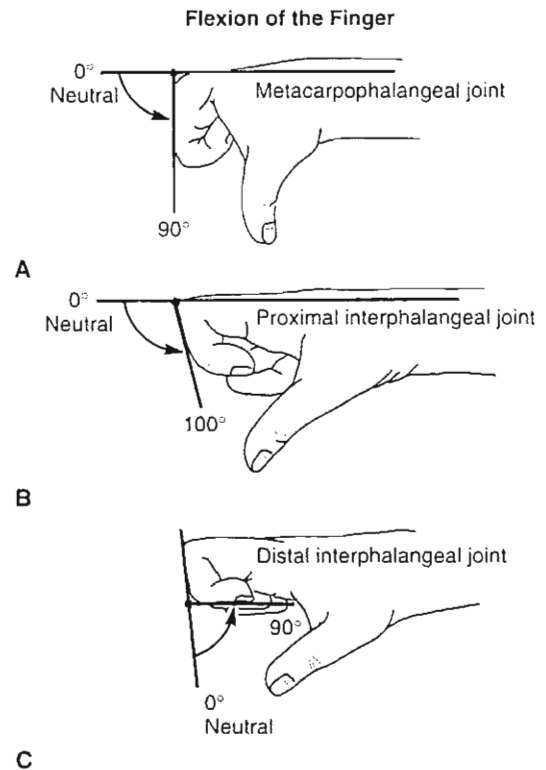 Flexion of the Finger
0°
Neutral
Metacarpophalangeal joint
90°
A
0°
Neutral
Proximal interphalangeal joint
100°
B
Distal interphalangeal joint
90°
0°
Neutral
C